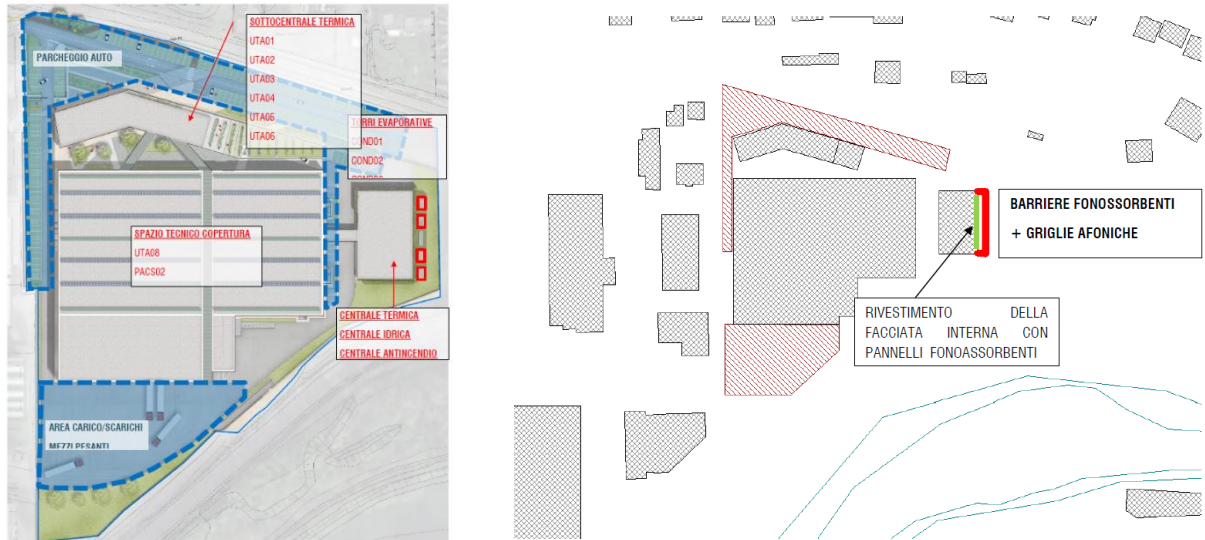 PARCHEGGIO AUTO
SOTTOCENTRALE TERMICA
UTA01
UTA02
UTA03
UTA04
UTA05
UTA06
TORRI EVAPORATIVE
COND01
COND02
SPAZIO TECNICO COPERTURA
UTA08
PACS02
CENTRALE TERMICA
CENTRALE IDRICA
CENTRALE ANTINCENDIO
AREA CARICO/SCARICHI
MEZZI PESANTI
BARRIERE FONOSSORBENTI
+ GRIGLIE AFONICHE
RIVESTIMENTO DELLA
FACCIATA INTERNA CON
PANNELLI FONOASSORBENTI